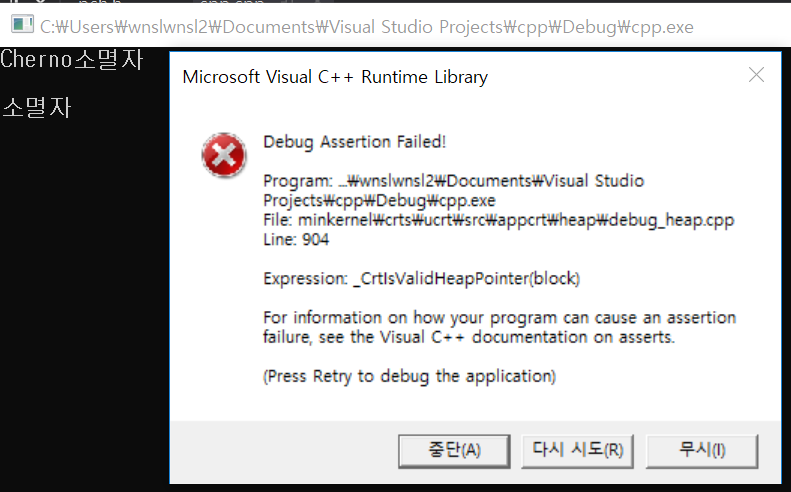 C:\Users\wnslwnsl2\Documents\Visual Studio Projects\cpp\Debug\cpp.exe
Cherno소멸자
소멸자
Microsoft Visual C++ Runtime Library
Debug Assertion Failed!
Program: ...\wnslwnsl2\Documents\Visual Studio
Projects\cpp\Debug\cpp.exe
File: minkernel\crts\ucrt\src\appcrt\heap\debug_heap.cpp
Line: 904
Expression: _CrtIsValidHeapPointer(block)
For information on how your program can cause an assertion
failure, see the Visual C++ documentation on asserts.
(Press Retry to debug the application)
중단(A)
다시 시도(R)
무시(I)